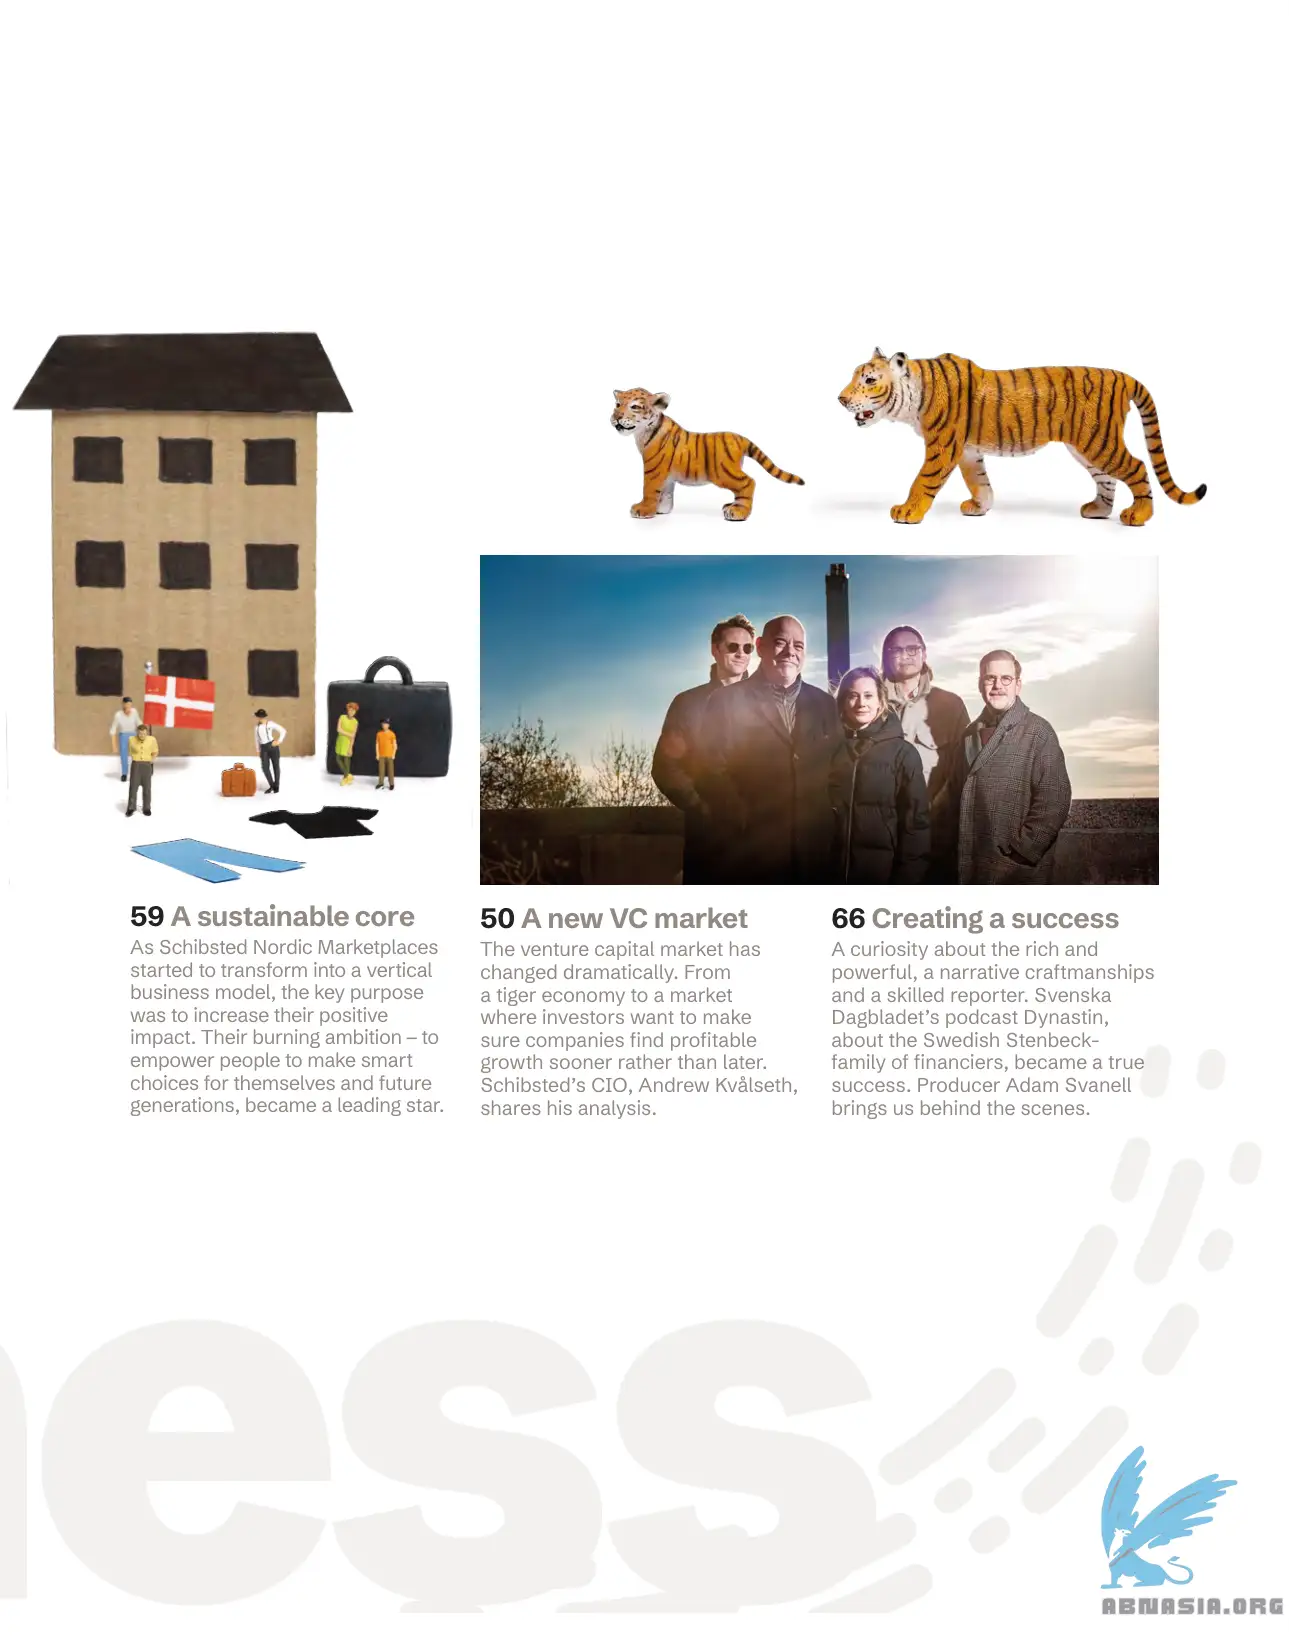 59 A sustainable core
As Schibsted Nordic Marketplaces
started to transform into a vertical
business model, the key purpose
was to increase their positive
impact. Their burning ambition – to
empower people to make smart
choices for themselves and future
generations, became a leading star.
50 A new VC market
The venture capital market has
changed dramatically. From
a tiger economy to a market
where investors want to make
sure companies find profitable
growth sooner rather than later.
Schibsted's CIO, Andrew Kvålseth,
shares his analysis.
66 Creating a success
A curiosity about the rich and
powerful, a narrative craftmanships
and a skilled reporter. Svenska
Dagbladet's podcast Dynastin,
about the Swedish Stenbeck-
family of financiers, became a true
success. Producer Adam Svanell
brings us behind the scenes.
ness
ABNASIA.ORG